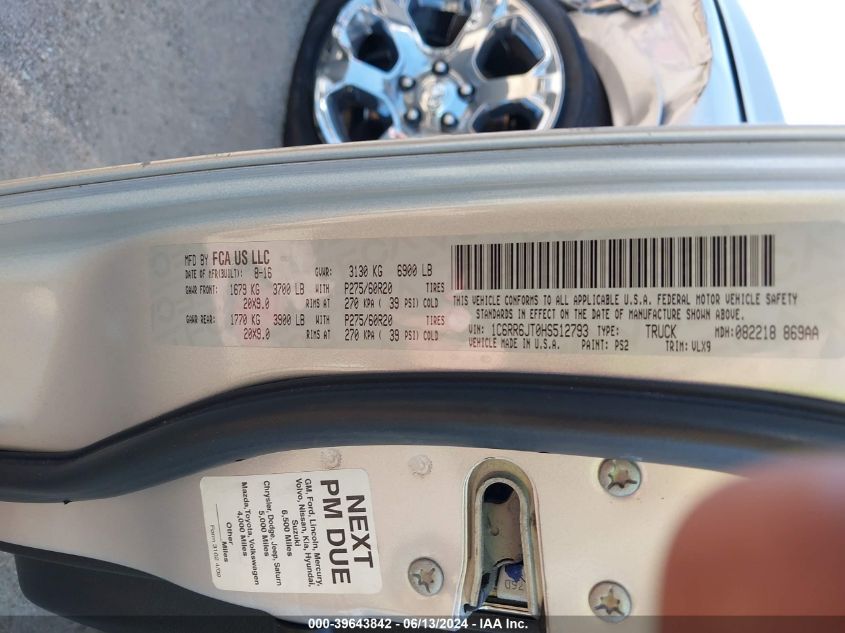 MFD BY FCA US LLC
DATE OF MFR(BUILT): 8-16 GVWR: 3130 KG 6900 LB
GAWR FRONT: 1679 KG 3700 LB WITH P275/60R20 TIRES
20X9.0 RIMS AT 270 KPA ( 39 PSI) COLD
GAWR REAR: 1770 KG 3900 LB WITH P275/60R20 TIRES
20X9.0 RIMS AT 270 KPA ( 39 PSI) COLD
THIS VEHICLE CONFORMS TO ALL APPLICABLE U.S.A. FEDERAL MOTOR VEHICLE SAFETY
STANDARDS IN EFFECT ON THE DATE OF MANUFACTURE SHOWN ABOVE.
VIN: 1C6RR6JT0HS512793 TYPE: TRUCK MDH: 082218 869AA
VEHICLE MADE IN U.S.A. PAINT: PS2 TRIM: VLX9
NEXT
PM DUE
GM, Ford, Lincoln, Mercury,
Volvo, Nissan, Kia, Hyundai,
Suzuki
6,500 Miles
Chrysler, Dodge, Jeep, Saturn
5,000 Miles
Mazda, Toyota, Volkswagen
4,000 Miles
Other
Miles
Form 3102 4/09
000-39643842 / 06/13/2024 - IAA Inc.